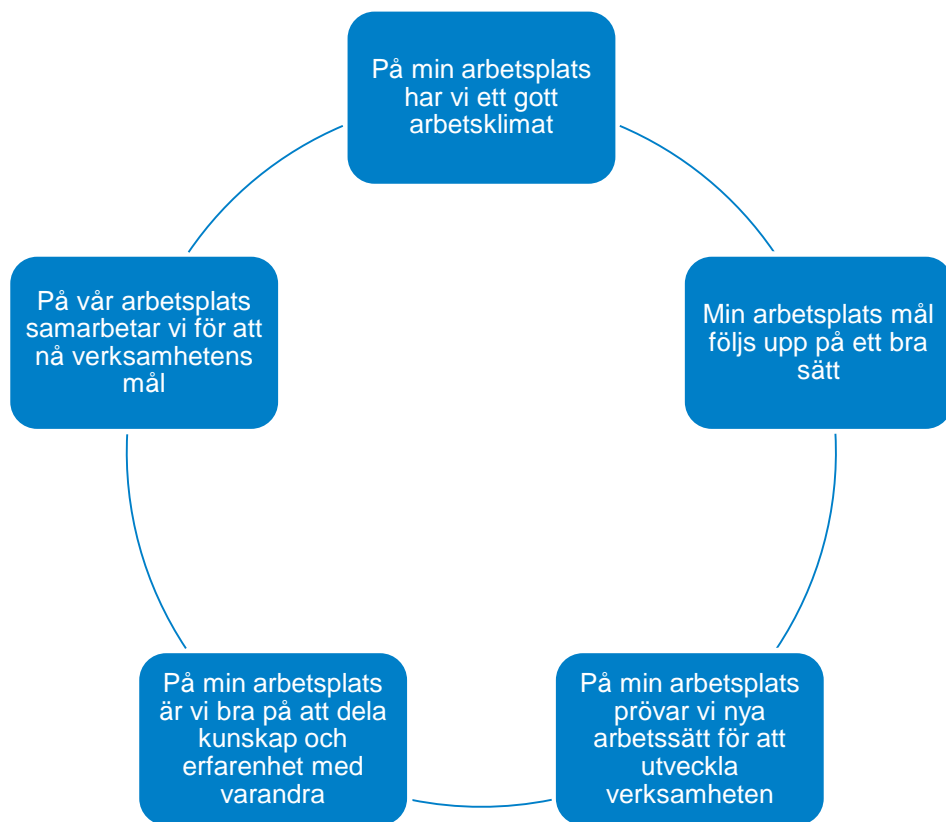 På min arbetsplats
har vi ett gott
arbetsklimat
Min arbetsplats mål
följs upp på ett bra
sätt
På min arbetsplats
prövar vi nya
arbetssätt för att
utveckla
verksamheten
På min arbetsplats
är vi bra på att dela
kunskap och
erfarenhet med
varandra
På vår arbetsplats
samarbetar vi för att
nå verksamhetens
mål